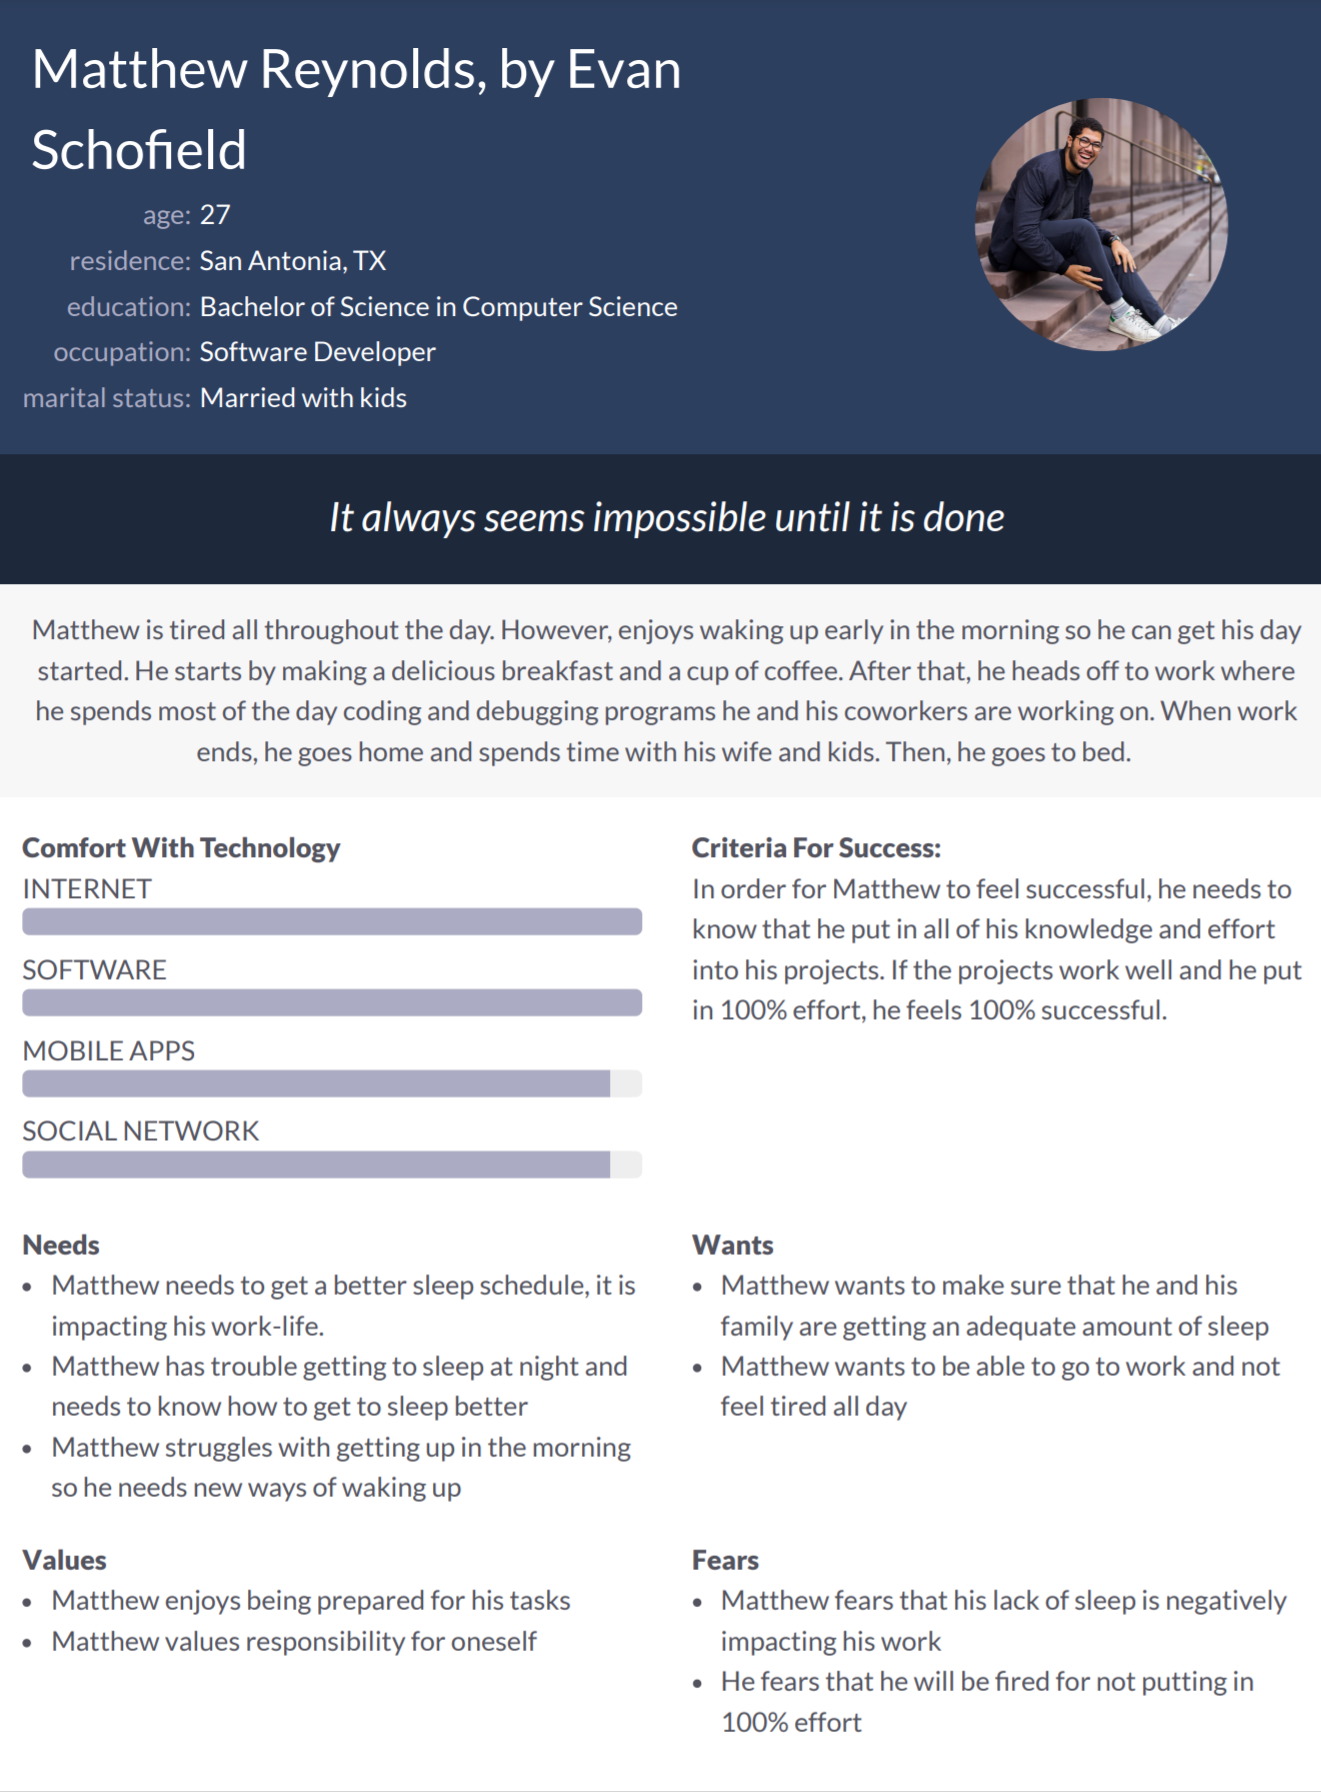 Matthew Reynolds, by Evan
Schofield
age: 27
residence: San Antonia, TX
education: Bachelor of Science in Computer Science
occupation: Software Developer
marital status: Married with kids
It always seems impossible until it is done
Matthew is tired all throughout the day. However, enjoys waking up early in the morning so he can get his day
started. He starts by making a delicious breakfast and a cup of coffee. After that, he heads off to work where
he spends most of the day coding and debugging programs he and his coworkers are working on. When work
ends, he goes home and spends time with his wife and kids. Then, he goes to bed.
Comfort With Technology
INTERNET
SOFTWARE
MOBILE APPS
SOCIAL NETWORK
Criteria For Success:
In order for Matthew to feel successful, he needs to
know that he put in all of his knowledge and effort
into his projects. If the projects work well and he put
in 100% effort, he feels 100% successful.
Needs
• Matthew needs to get a better sleep schedule, it is
impacting his work-life.
• Matthew has trouble getting to sleep at night and
needs to know how to get to sleep better
• Matthew struggles with getting up in the morning
so he needs new ways of waking up
Wants
• Matthew wants to make sure that he and his
family are getting an adequate amount of sleep
• Matthew wants to be able to go to work and not
feel tired all day
Values
• Matthew enjoys being prepared for his tasks
• Matthew values responsibility for oneself
Fears
• Matthew fears that his lack of sleep is negatively
impacting his work
• He fears that he will be fired for not putting in
100% effort